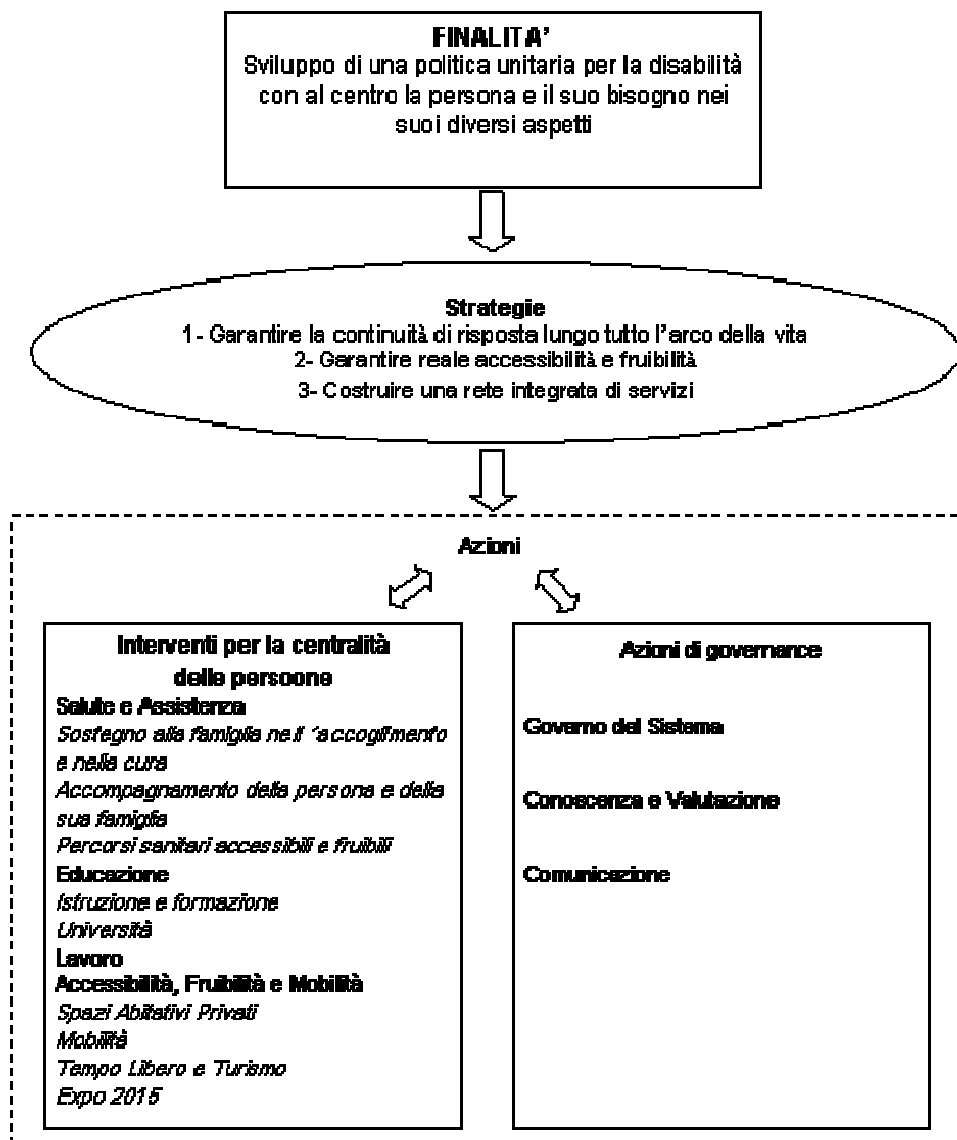 FINALITA'
Sviluppo di una politica unitaria per la disabilità
con al centro la persona e il suo bisogno nei
suoi diversi aspetti
Strategie
1- Garantire la continuità di risposta lungo tutto l'arco della vita
2- Garantire reale accessibilità e fruibilità
3- Costruire una rete integrata di servizi
Azioni
Interventi per la centralità
delle persone
Salute e Assistenza
Sostegno alla famiglia nell'accoglimento
e nella cura
Accompagnamento della persona e della
sua famiglia
Percorsi sanitari accessibili e fruibili
Educazione
Istruzione e formazione
Università
Lavoro
Accessibilità, Fruibilità e Mobilità
Spazi Abitativi Privati
Mobilità
Tempo Libero e Turismo
Expo 2015
Azioni di governance
Governo del Sistema
Conoscenza e Valutazione
Comunicazione